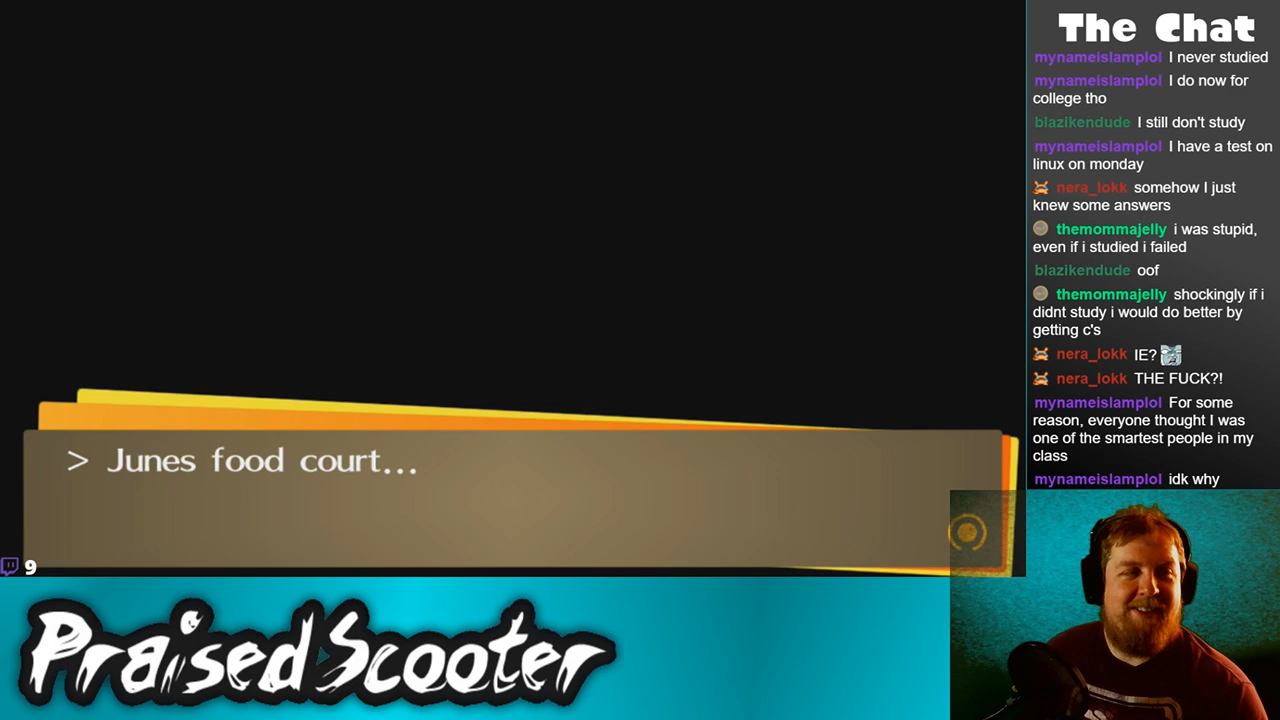 The Chat
mynameislamplol I never studied
mynameislamplol I do now for
college tho
blazikendude I still don't study
mynameislamplol I have a test on
linux on monday
nera_lokk somehow I just
knew some answers
themommajelly i was stupid,
even if i studied i failed
blazikendude oof
themommajelly shockingly if i
didnt study i would do better by
getting c's
nera_lokk IE?
nera_lokk THE FUCK?!
mynameislamplol For some
reason, everyone thought I was
one of the smartest people in my
class
mynameislamplol idk why
> Junes food court...
9
PraisedScooter